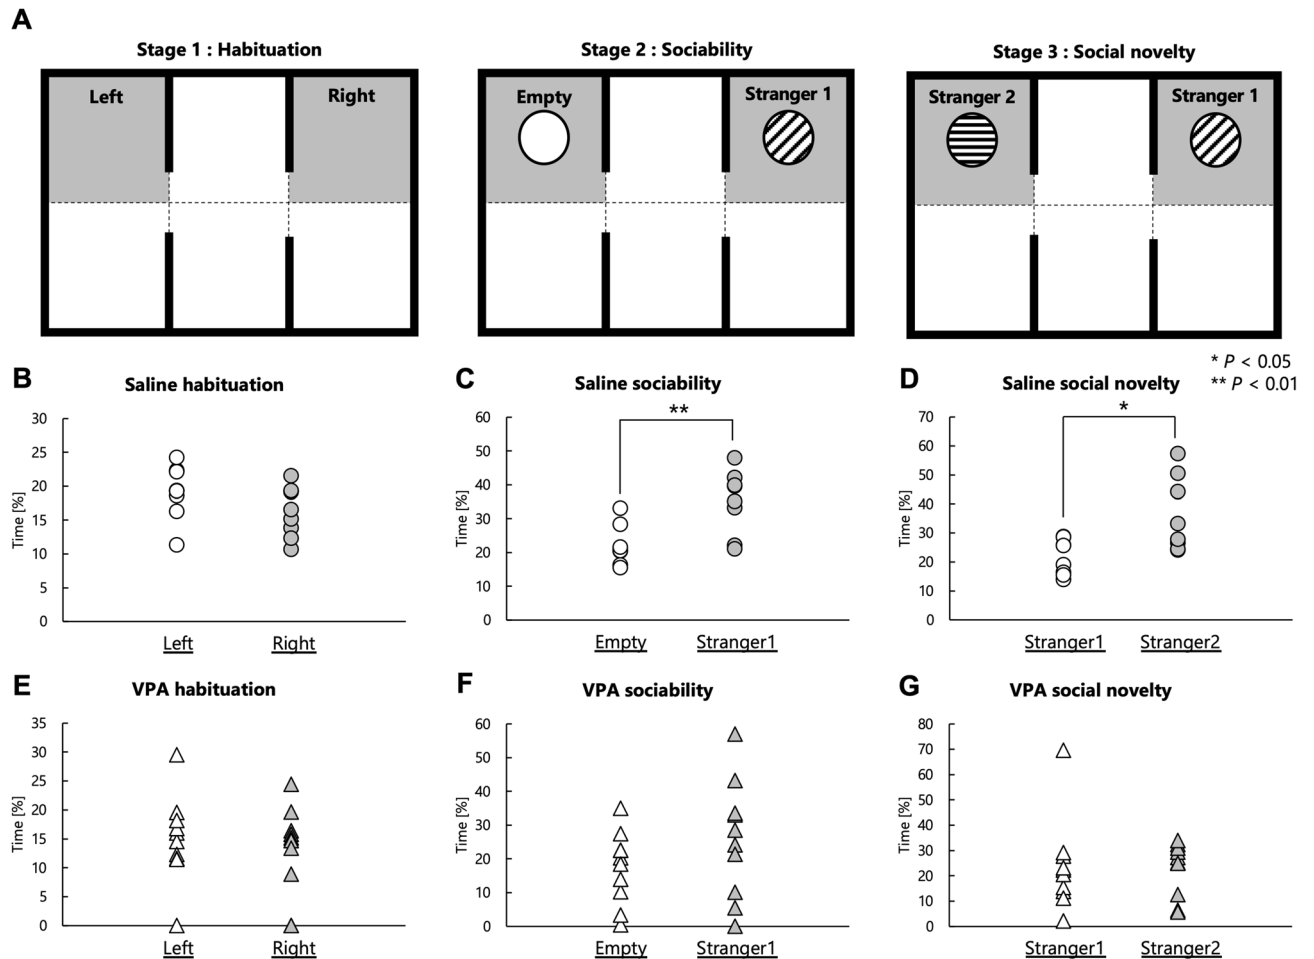 A
Stage 1 : Habituation
Left
Right
Stage 2 : Sociability
Empty
Stranger 1
Stage 3 : Social novelty
Stranger 2
Stranger 1
* P < 0.05
** P < 0.01
B
Saline habituation
Time [%]
30
25
20
15
10
5
0
Left
Right
C
Saline sociability
**
Time [%]
60
50
40
30
20
10
0
Empty
Stranger1
D
Saline social novelty
*
Time [%]
70
60
50
40
30
20
10
0
Stranger1
Stranger2
E
VPA habituation
Time [%]
35
30
25
20
15
10
5
0
Left
Right
F
VPA sociability
Time [%]
60
50
40
30
20
10
0
Empty
Stranger1
G
VPA social novelty
Time [%]
80
70
60
50
40
30
20
10
0
Stranger1
Stranger2